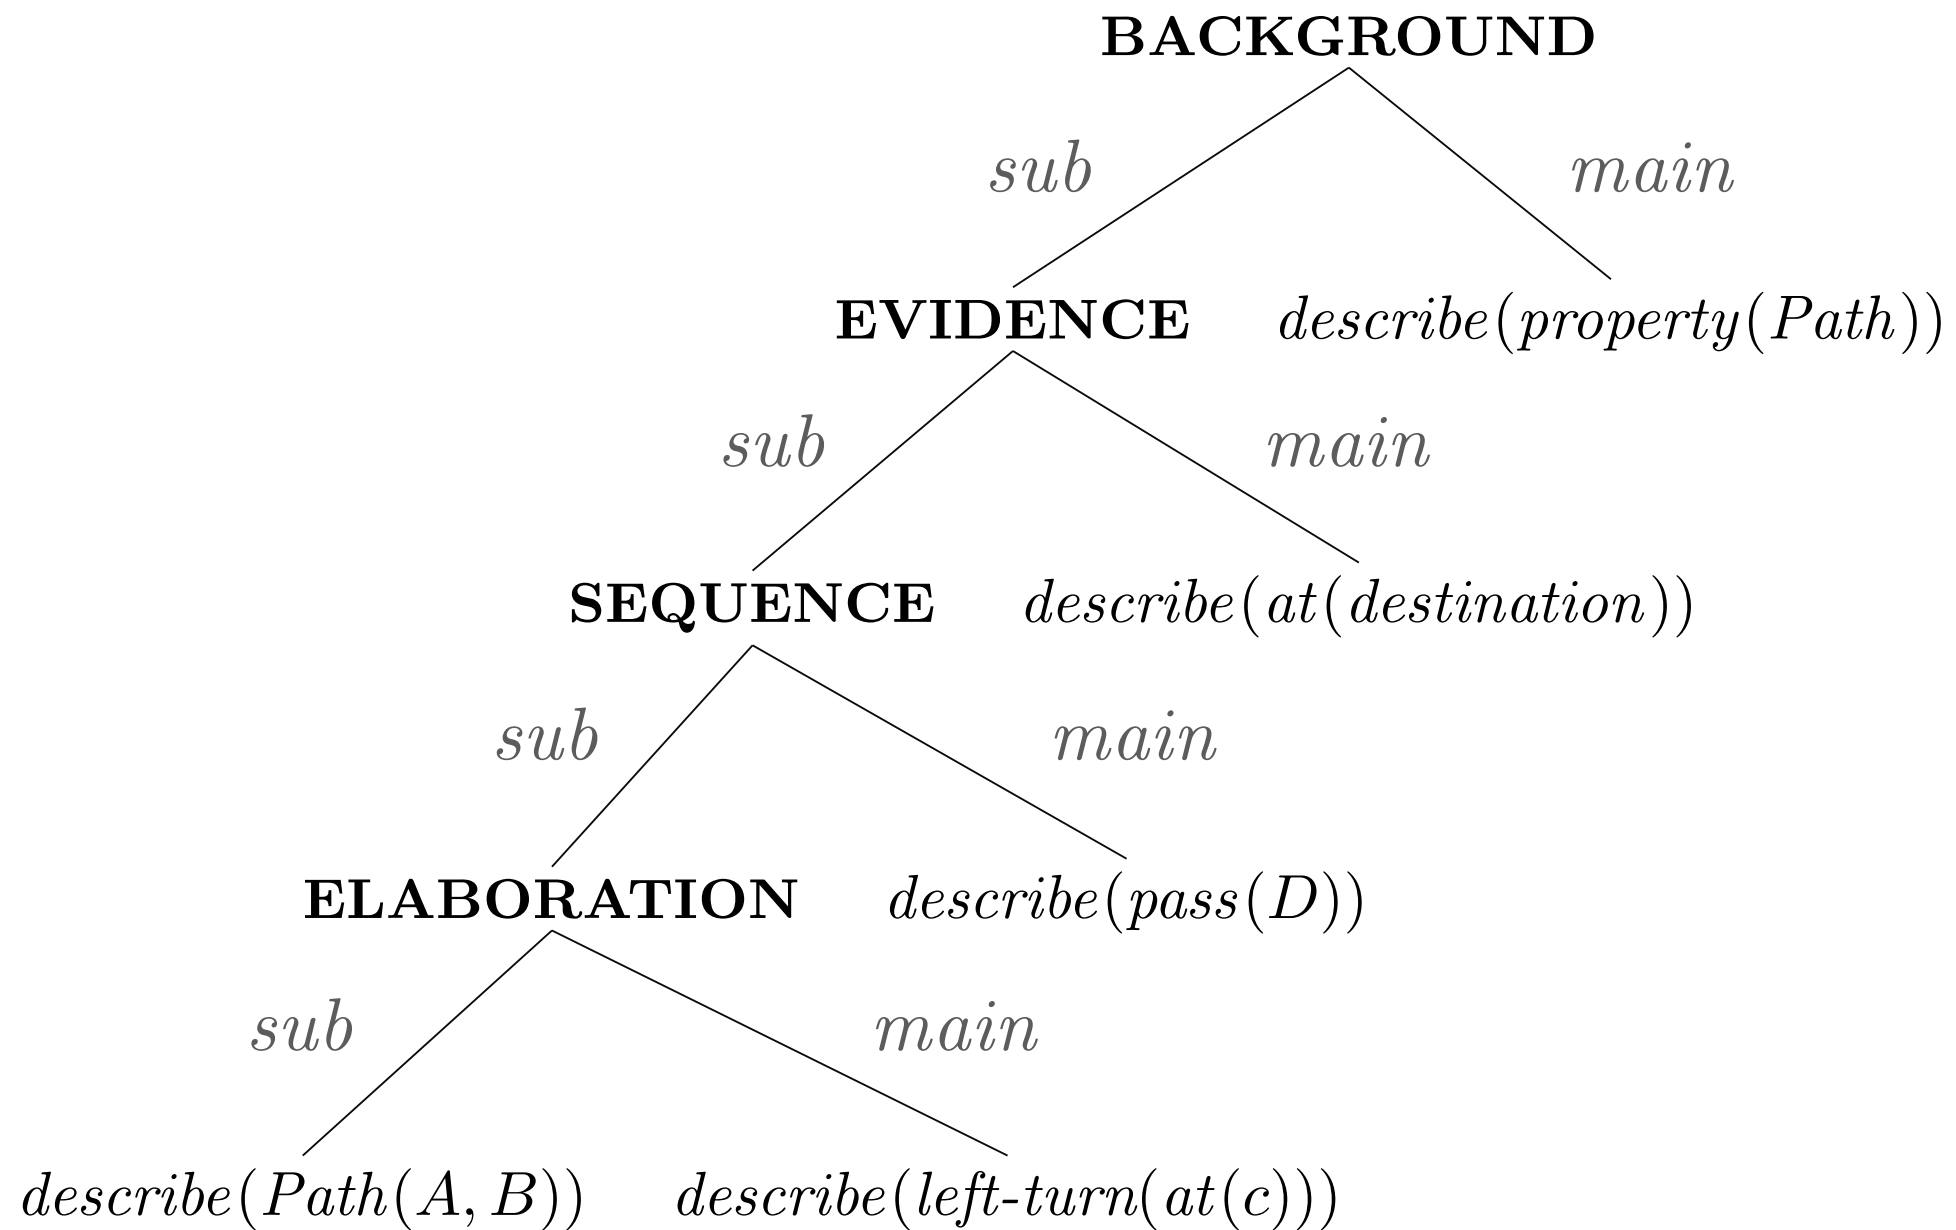 BACKGROUND
sub main
EVIDENCE describe(property(Path))
sub main
SEQUENCE describe(at(destination))
sub main
ELABORATION describe(pass(D))
sub main
describe(Path(A, B)) describe(left-turn(at(c)))